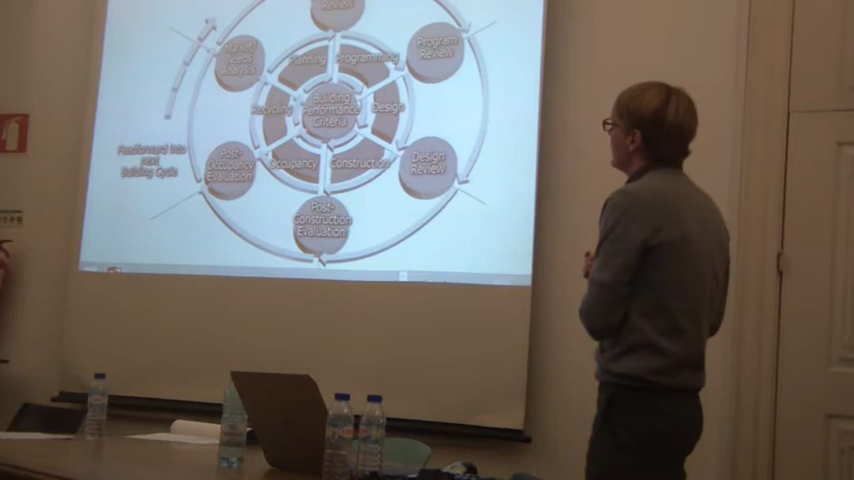 Review
Market/
Needs
Analysis
Program
Review
Planning
Programming
Recycling
Building
Performance
Criteria
Design
Feedforward into
next
Building Cycle
Post-
Occupancy
Evaluation
Occupancy
Construction
Design
Review
Post-
Construction
Evaluation